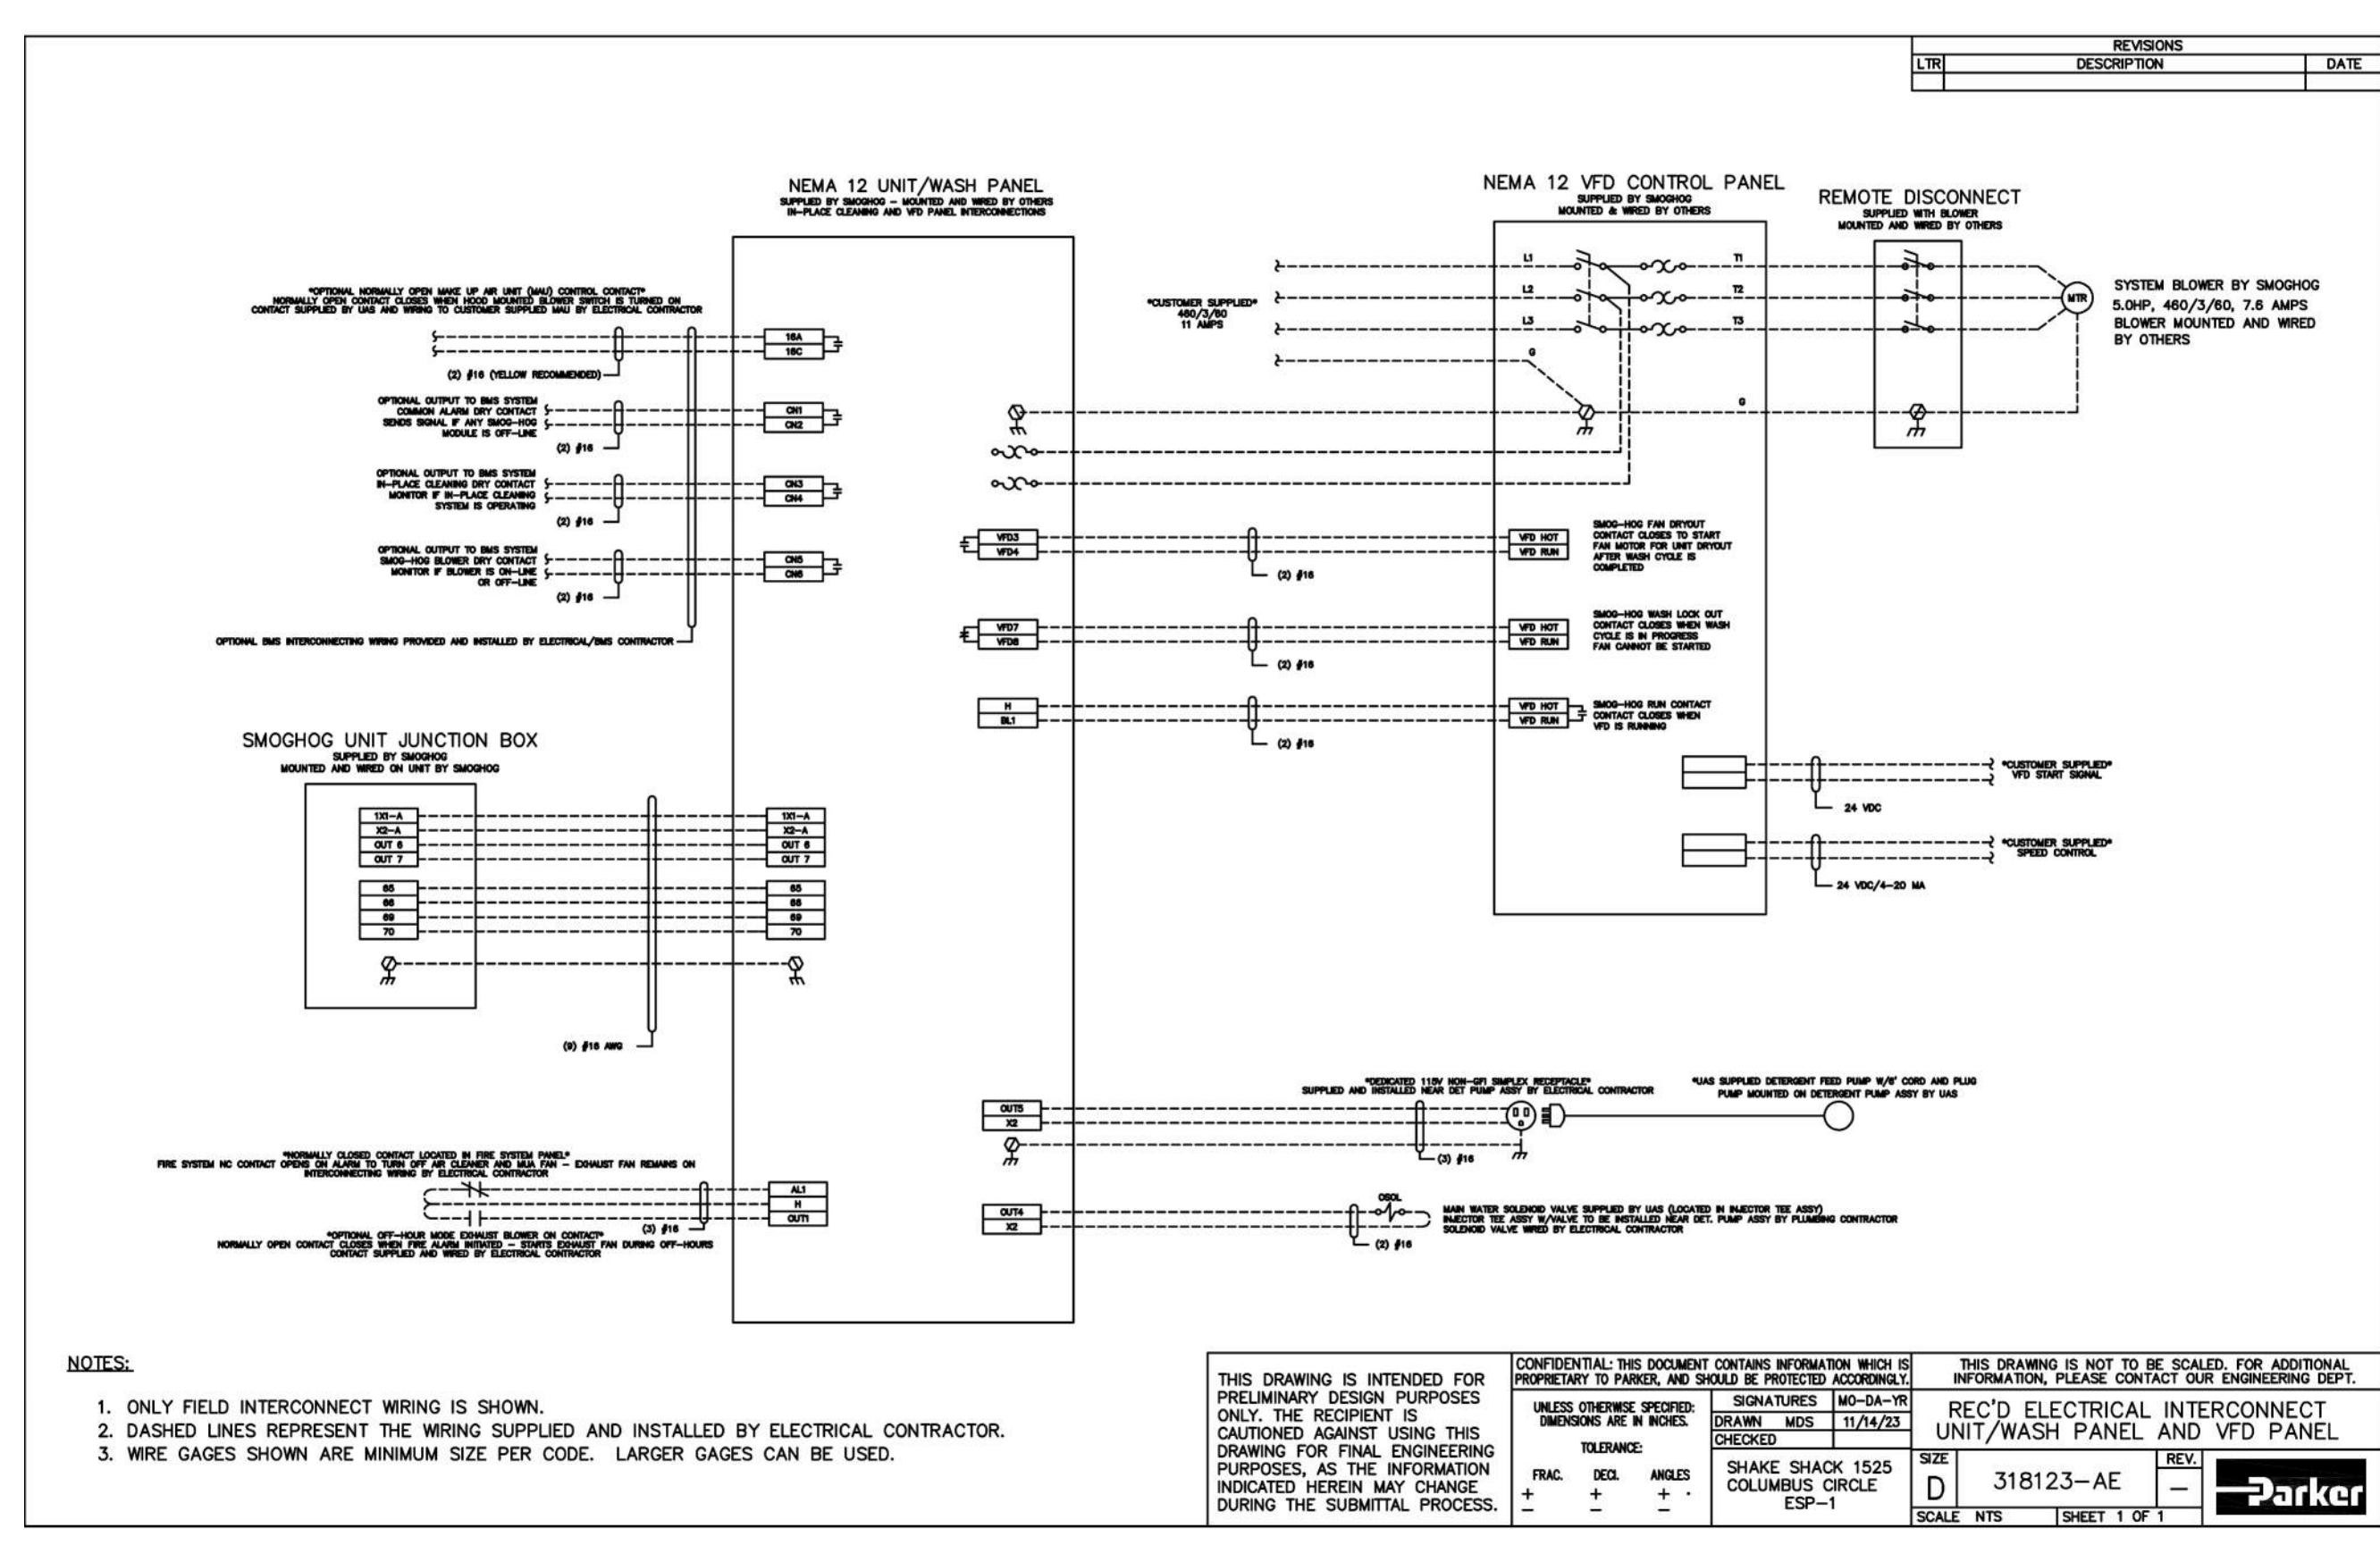 REVISIONS
LTR DESCRIPTION DATE
NEMA 12 UNIT/WASH PANEL
SUPPLIED BY SMOGHOG - MOUNTED AND WIRED BY OTHERS
IN-PLACE CLEANING AND VFD PANEL INTERCONNECTIONS
NEMA 12 VFD CONTROL PANEL
SUPPLIED BY SMOGHOG
MOUNTED & WIRED BY OTHERS
REMOTE DISCONNECT
SUPPLIED WITH BLOWER
MOUNTED AND WIRED BY OTHERS
*OPTIONAL NORMALLY OPEN MAKE UP AIR UNIT (MAU) CONTROL CONTACT*
NORMALLY OPEN CONTACT CLOSES WHEN HOOD MOUNTED BLOWER SWITCH IS TURNED ON
CONTACT SUPPLIED BY UAS AND WIRING TO CUSTOMER SUPPLIED MAU BY ELECTRICAL CONTRACTOR
16A
16C
(2) #16 (YELLOW RECOMMENDED)
OPTIONAL OUTPUT TO BMS SYSTEM
COMMON ALARM DRY CONTACT
SENDS SIGNAL IF ANY SMOG-HOG
MODULE IS OFF-LINE
CN1
CN2
(2) #16
OPTIONAL OUTPUT TO BMS SYSTEM
IN-PLACE CLEANING DRY CONTACT
MONITOR IF IN-PLACE CLEANING
SYSTEM IS OPERATING
CN3
CN4
(2) #16
OPTIONAL OUTPUT TO BMS SYSTEM
SMOG-HOG BLOWER DRY CONTACT
MONITOR IF BLOWER IS ON-LINE
OR OFF-LINE
CN5
CN6
(2) #16
OPTIONAL BMS INTERCONNECTING WIRING PROVIDED AND INSTALLED BY ELECTRICAL/BMS CONTRACTOR
*CUSTOMER SUPPLIED*
460/3/60
11 AMPS
L1
L2
L3
G
T1
T2
T3
G
MTR
SYSTEM BLOWER BY SMOGHOG
5.0HP, 460/3/60, 7.6 AMPS
BLOWER MOUNTED AND WIRED
BY OTHERS
VFD3
VFD4
(2) #16
VFD HOT
VFD RUN
SMOG-HOG FAN DRYOUT
CONTACT CLOSES TO START
FAN MOTOR FOR UNIT DRYOUT
AFTER WASH CYCLE IS
COMPLETED
VFD7
VFD8
(2) #16
VFD HOT
VFD RUN
SMOG-HOG WASH LOCK OUT
CONTACT CLOSES WHEN WASH
CYCLE IS IN PROGRESS
FAN CANNOT BE STARTED
H
BL1
(2) #16
VFD HOT
VFD RUN
SMOG-HOG RUN CONTACT
CONTACT CLOSES WHEN
VFD IS RUNNING
*CUSTOMER SUPPLIED*
VFD START SIGNAL
24 VDC
*CUSTOMER SUPPLIED*
SPEED CONTROL
24 VDC/4-20 MA
SMOGHOG UNIT JUNCTION BOX
SUPPLIED BY SMOGHOG
MOUNTED AND WIRED ON UNIT BY SMOGHOG
1X1-A 1X1-A
X2-A X2-A
OUT 6 OUT 6
OUT 7 OUT 7
65 65
66 68
69 69
70 70
(9) #16 AWG
*DEDICATED 115V NON-GFI SIMPLEX RECEPTACLE*
SUPPLIED AND INSTALLED NEAR DET PUMP ASSY BY ELECTRICAL CONTRACTOR
*UAS SUPPLIED DETERGENT FEED PUMP W/6' CORD AND PLUG
PUMP MOUNTED ON DETERGENT PUMP ASSY BY UAS
OUT5
X2
(3) #16
*NORMALLY CLOSED CONTACT LOCATED IN FIRE SYSTEM PANEL*
FIRE SYSTEM NC CONTACT OPENS ON ALARM TO TURN OFF AIR CLEANER AND MUA FAN - EXHAUST FAN REMAINS ON
INTERCONNECTING WIRING BY ELECTRICAL CONTRACTOR
AL1
H
OUT1
(3) #16
*OPTIONAL OFF-HOUR MODE EXHAUST BLOWER ON CONTACT*
NORMALLY OPEN CONTACT CLOSES WHEN FIRE ALARM INITIATED - STARTS EXHAUST FAN DURING OFF-HOURS
CONTACT SUPPLIED AND WIRED BY ELECTRICAL CONTRACTOR
OUT4
X2
OSOL
(2) #16
MAIN WATER SOLENOID VALVE SUPPLIED BY UAS (LOCATED IN INJECTOR TEE ASSY)
INJECTOR TEE ASSY W/VALVE TO BE INSTALLED NEAR DET. PUMP ASSY BY PLUMBING CONTRACTOR
SOLENOID VALVE WIRED BY ELECTRICAL CONTRACTOR
NOTES:
1. ONLY FIELD INTERCONNECT WIRING IS SHOWN.
2. DASHED LINES REPRESENT THE WIRING SUPPLIED AND INSTALLED BY ELECTRICAL CONTRACTOR.
3. WIRE GAGES SHOWN ARE MINIMUM SIZE PER CODE. LARGER GAGES CAN BE USED.
THIS DRAWING IS INTENDED FOR
PRELIMINARY DESIGN PURPOSES
ONLY. THE RECIPIENT IS
CAUTIONED AGAINST USING THIS
DRAWING FOR FINAL ENGINEERING
PURPOSES, AS THE INFORMATION
INDICATED HEREIN MAY CHANGE
DURING THE SUBMITTAL PROCESS.
CONFIDENTIAL: THIS DOCUMENT CONTAINS INFORMATION WHICH IS
PROPRIETARY TO PARKER, AND SHOULD BE PROTECTED ACCORDINGLY.
UNLESS OTHERWISE SPECIFIED:
DIMENSIONS ARE IN INCHES.
TOLERANCE:
FRAC. DECI. ANGLES
+ + + ·
- - -
SIGNATURES MO-DA-YR
DRAWN MDS 11/14/23
CHECKED
SHAKE SHACK 1525
COLUMBUS CIRCLE
ESP-1
THIS DRAWING IS NOT TO BE SCALED. FOR ADDITIONAL
INFORMATION, PLEASE CONTACT OUR ENGINEERING DEPT.
REC'D ELECTRICAL INTERCONNECT
UNIT/WASH PANEL AND VFD PANEL
SIZE REV.
D 318123-AE -
SCALE NTS SHEET 1 OF 1
Parker